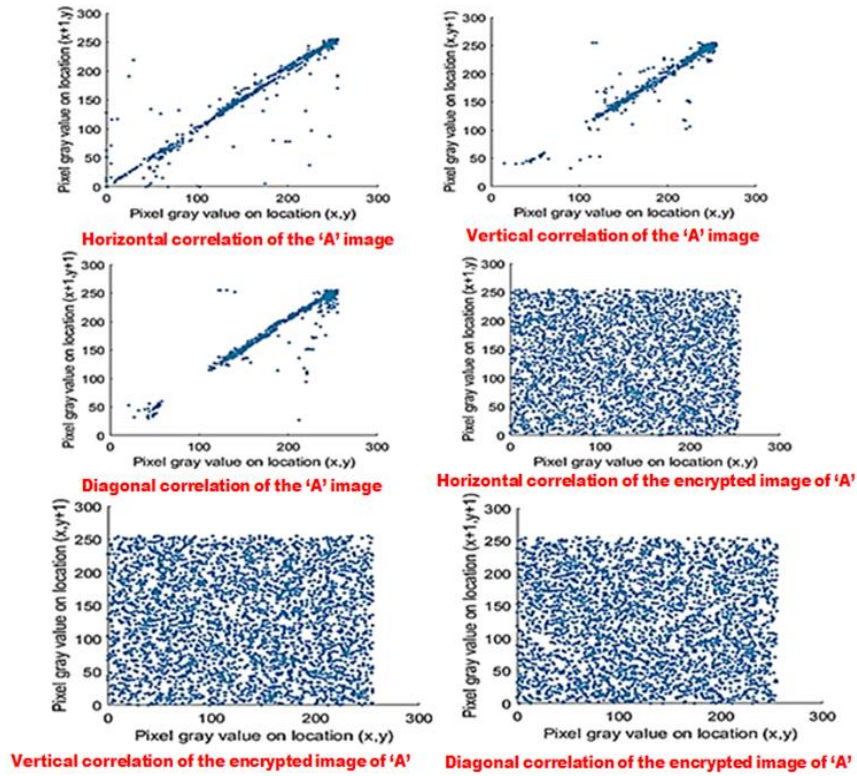 Pixel gray value on location (x+1,y)
300
250
200
150
100
50
0
0 100 200 300
Pixel gray value on location (x,y)
Horizontal correlation of the ‘A’ image
Pixel gray value on location (x,y+1)
300
250
200
150
100
50
0
0 100 200 300
Pixel gray value on location (x,y)
Vertical correlation of the ‘A’ image
Pixel gray value on location (x+1,y+1)
300
250
200
150
100
50
0
0 100 200 300
Pixel gray value on location (x,y)
Diagonal correlation of the ‘A’ image
Pixel gray value on location (x+1,y)
300
250
200
150
100
50
0
0 100 200 300
Pixel gray value on location (x,y)
Horizontal correlation of the encrypted image of ‘A’
Pixel gray value on location (x,y+1)
300
250
200
150
100
50
0
0 100 200 300
Pixel gray value on location (x,y)
Vertical correlation of the encrypted image of ‘A’
Pixel gray value on location (x+1,y+1)
300
250
200
150
100
50
0
0 100 200 300
Pixel gray value on location (x,y)
Diagonal correlation of the encrypted image of ‘A’